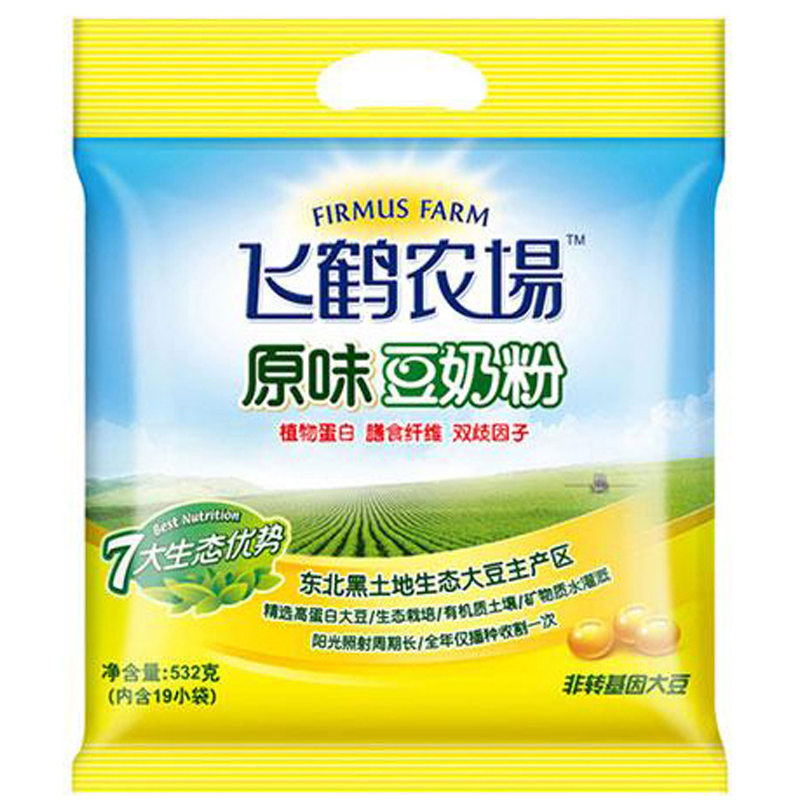 FIRMUS FARM
飞鹤农場™
原味豆奶粉
植物蛋白 膳食纤维 双歧因子
Best Nutrition
7大生态优势
东北黑土地生态大豆主产区
精选高蛋白大豆/生态栽培/有机质土壤/矿物质水灌溉
阳光照射周期长/全年仅播种收割一次
净含量:532克
(内含19小袋)
非转基因大豆